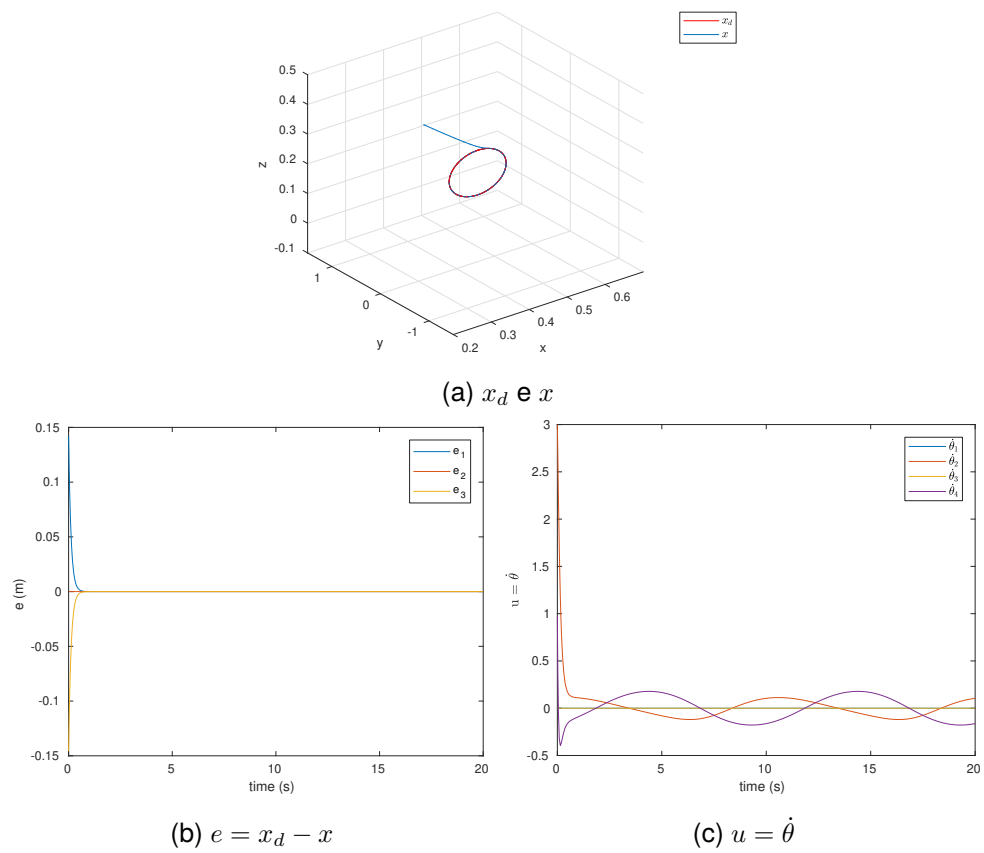 x_d
x
0.5
0.4
0.3
0.2
0.1
0
-0.1
z
1
0
-1
y
0.2
0.3
0.4
0.5
0.6
x
(a) x_d e x
0.15
0.1
0.05
0
-0.05
-0.1
-0.15
e (m)
0 5 10 15 20
time (s)
e_1
e_2
e_3
(b) e = x_d − x
3
2.5
2
1.5
1
0.5
0
-0.5
u = θ̇
0 5 10 15 20
time (s)
θ̇_1
θ̇_2
θ̇_3
θ̇_4
(c) u = θ̇